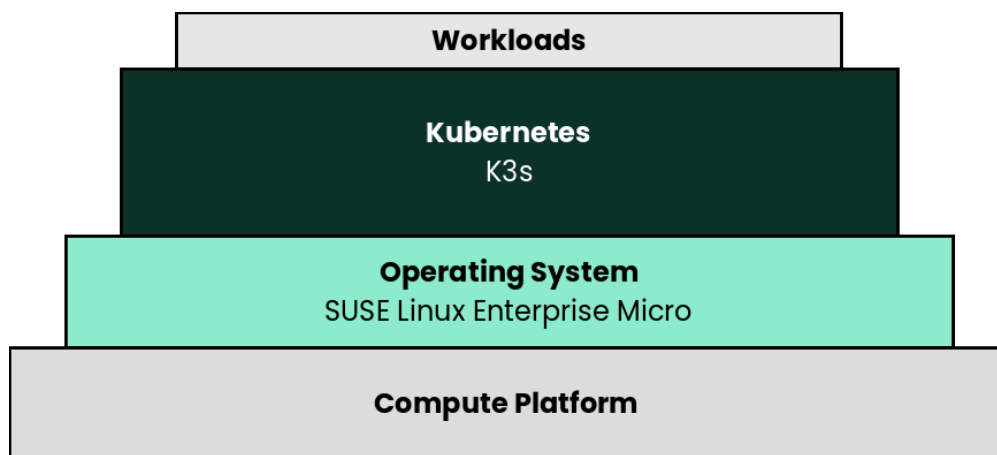 Workloads
Kubernetes
K3s
Operating System
SUSE Linux Enterprise Micro
Compute Platform